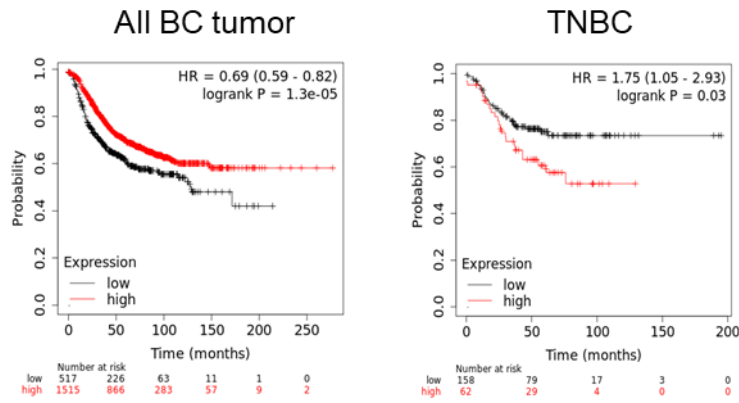 All BC tumor
HR = 0.69 (0.59 - 0.82)
logrank P = 1.3e-05
Probability
1.0
0.8
0.6
0.4
0.2
0.0
Expression
low
high
0 50 100 150 200 250
Time (months)
Number at risk
low 517 226 63 11 1 0
high 1515 866 283 57 9 2
TNBC
HR = 1.75 (1.05 - 2.93)
logrank P = 0.03
Probability
1.0
0.8
0.6
0.4
0.2
0.0
Expression
low
high
0 50 100 150 200
Time (months)
Number at risk
low 158 79 17 3 0
high 62 29 4 0 0